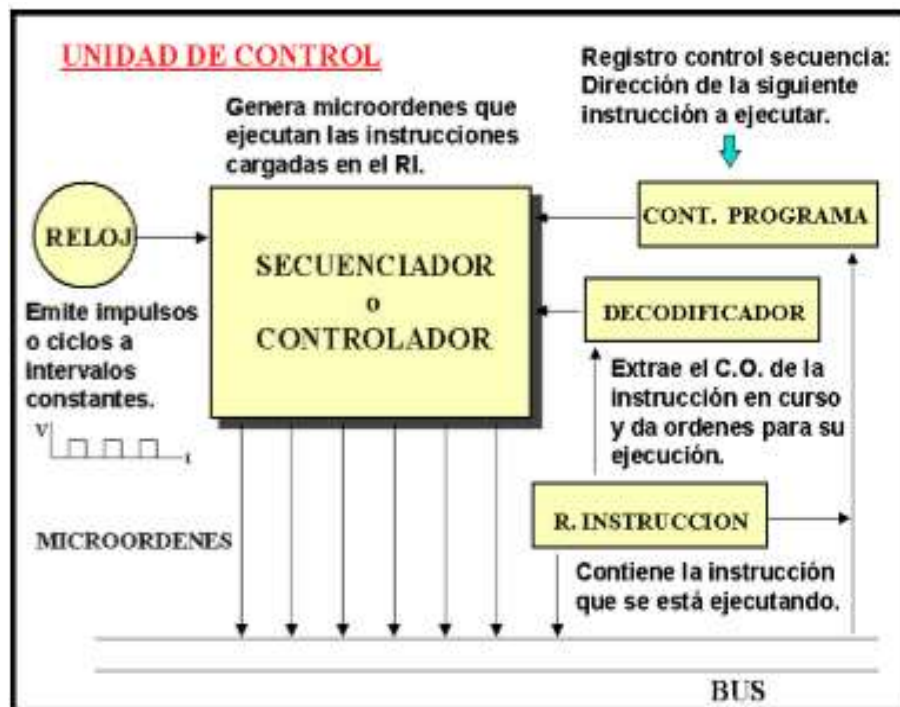 UNIDAD DE CONTROL
Registro control secuencia:
Dirección de la siguiente
instrucción a ejecutar.
Genera microordenes que
ejecutan las instrucciones
cargadas en el RI.
RELOJ
CONT. PROGRAMA
SECUENCIADOR
o
CONTROLADOR
DECODIFICADOR
Emite impulsos
o ciclos a
intervalos
constantes.
V
t
Extrae el C.O. de la
instrucción en curso
y da ordenes para su
ejecución.
R. INSTRUCCION
MICROORDENES
Contiene la instrucción
que se está ejecutando.
BUS